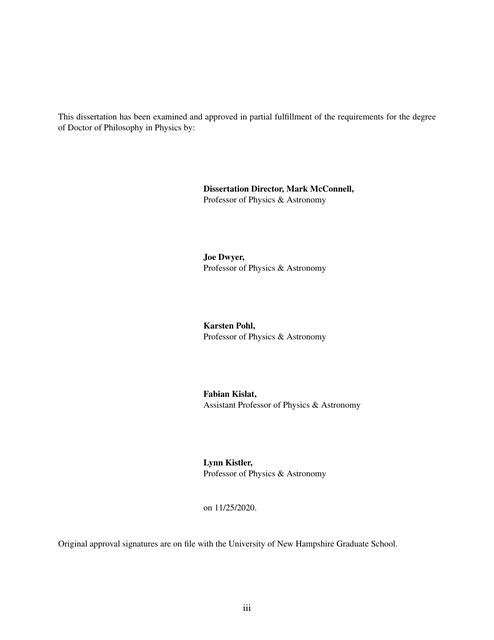 This dissertation has been examined and approved in partial fulfillment of the requirements for the degree
of Doctor of Philosophy in Physics by:
Dissertation Director, Mark McConnell,
Professor of Physics & Astronomy
Joe Dwyer,
Professor of Physics & Astronomy
Karsten Pohl,
Professor of Physics & Astronomy
Fabian Kislat,
Assistant Professor of Physics & Astronomy
Lynn Kistler,
Professor of Physics & Astronomy
on 11/25/2020.
Original approval signatures are on file with the University of New Hampshire Graduate School.
iii